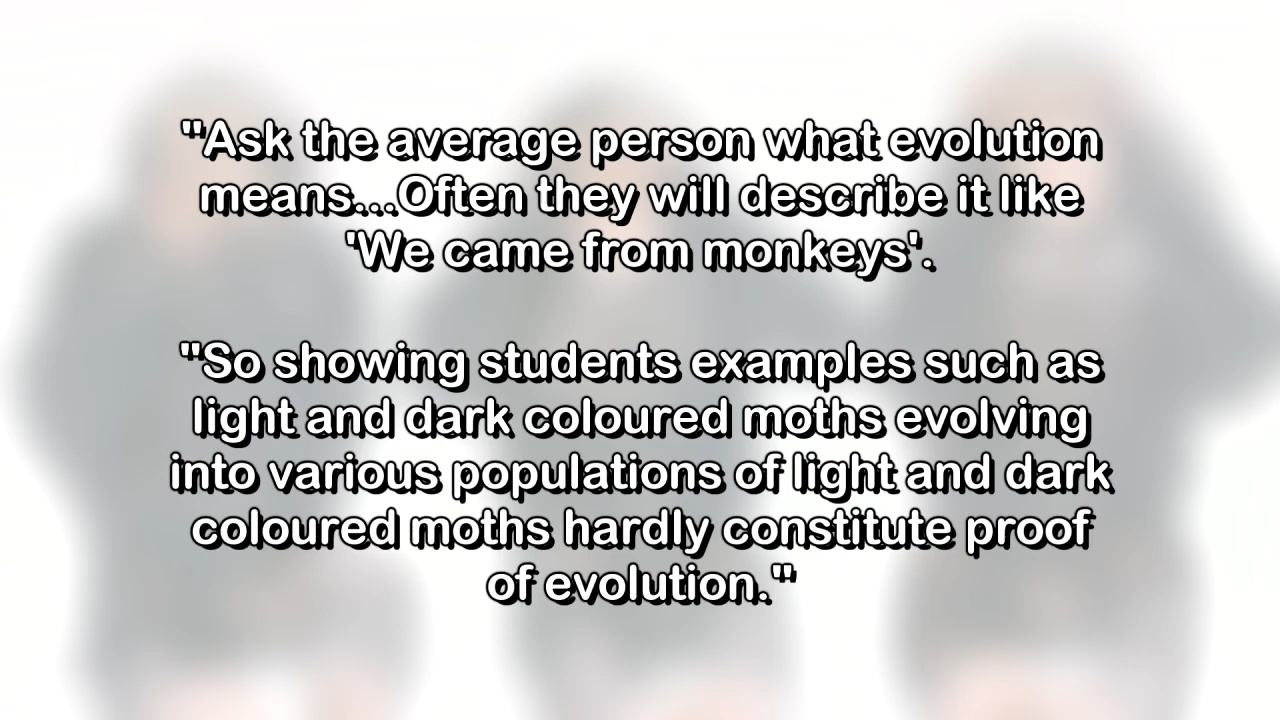 "Ask the average person what evolution
means...Often they will describe it like
'We came from monkeys'.
"So showing students examples such as
light and dark coloured moths evolving
into various populations of light and dark
coloured moths hardly constitute proof
of evolution."